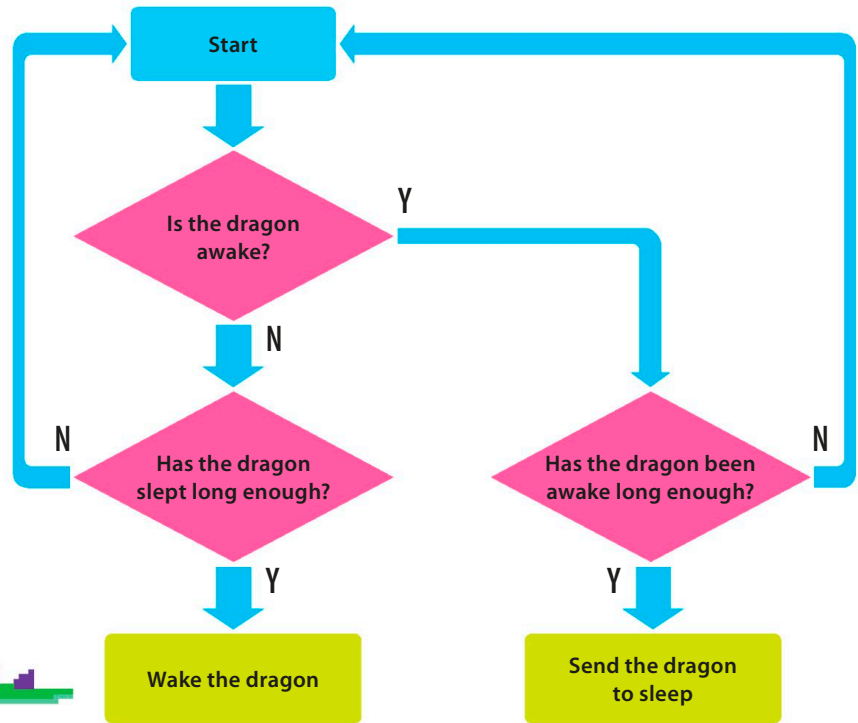 Start
Is the dragon
awake?
Y
N
N
Has the dragon
slept long enough?
Has the dragon been
awake long enough?
N
Y
Y
Wake the dragon
Send the dragon
to sleep